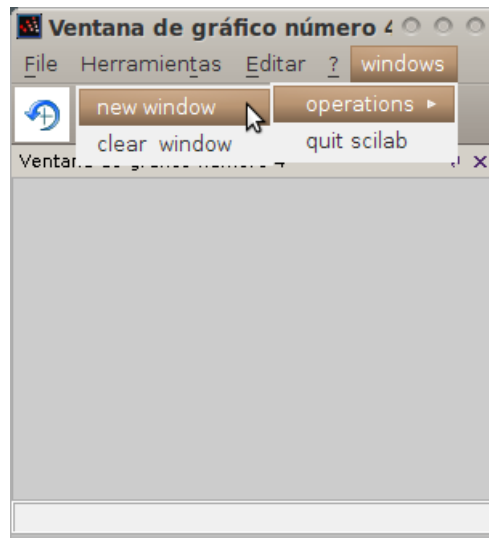 Ventana de gráfico número 4
File Herramientas Editar ? windows
new window operations
clear window quit scilab